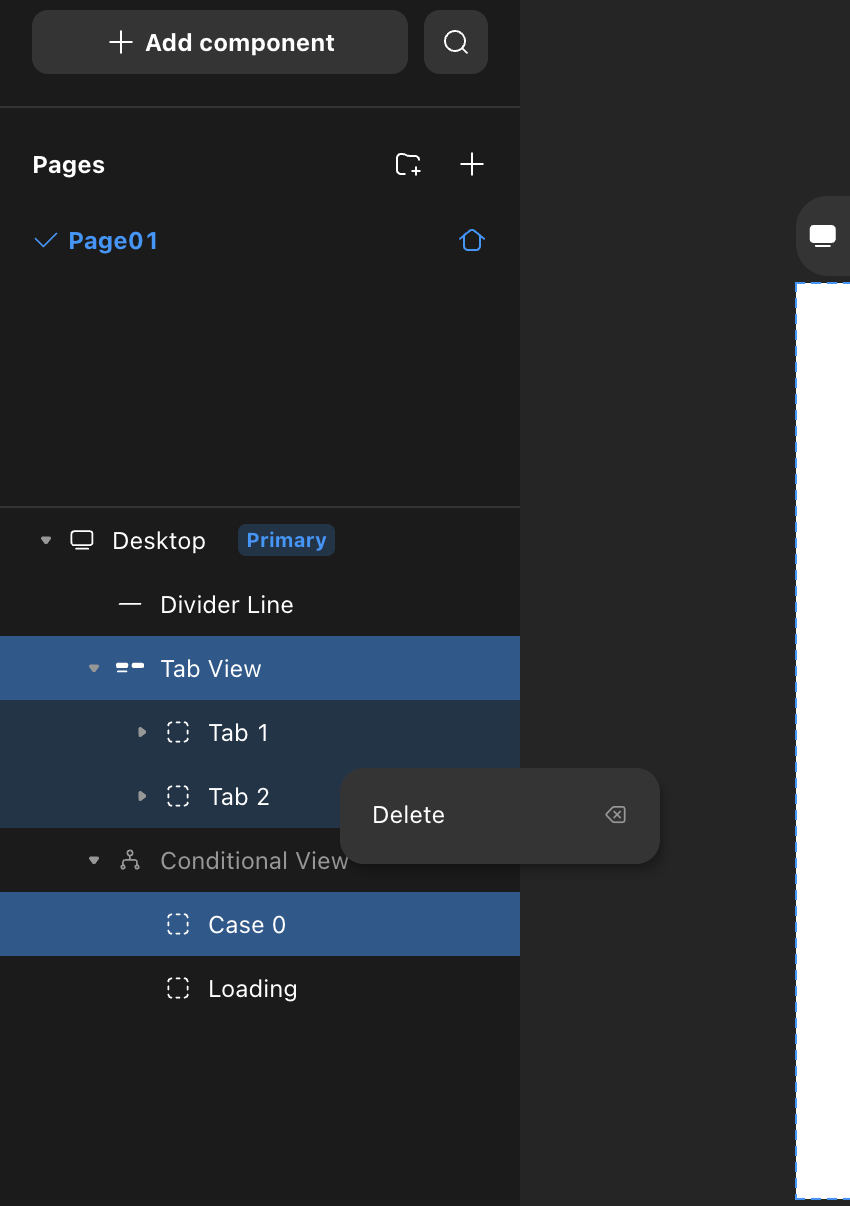 Add component
Pages
Page01
Desktop Primary
Divider Line
Tab View
Tab 1
Tab 2
Delete
Conditional View
Case 0
Loading